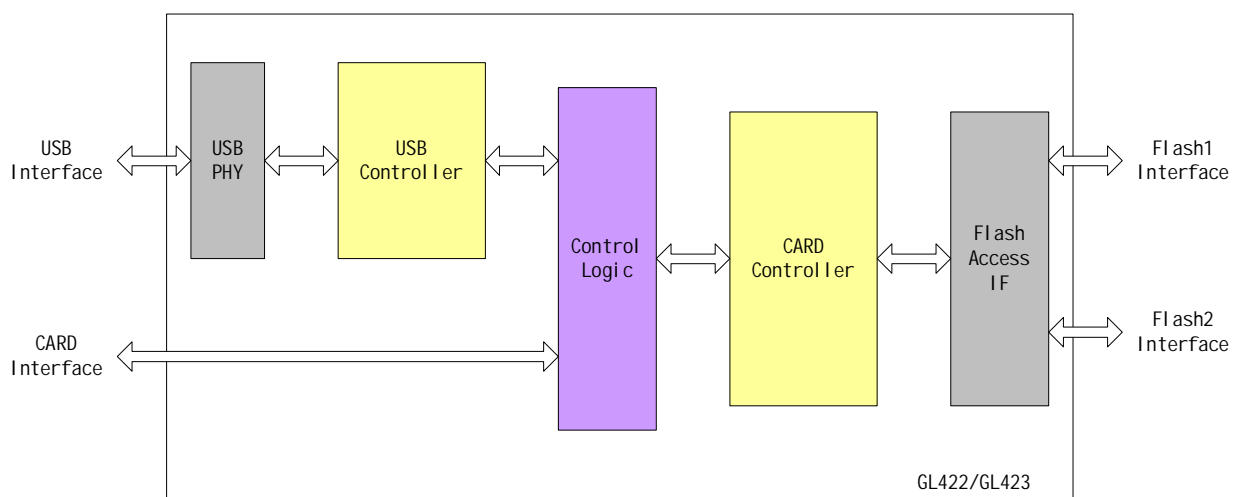 USB
Interface
USB
PHY
USB
Controller
Control
Logic
CARD
Controller
Flash
Access
IF
Flash1
Interface
Flash2
Interface
CARD
Interface
GL422/GL423